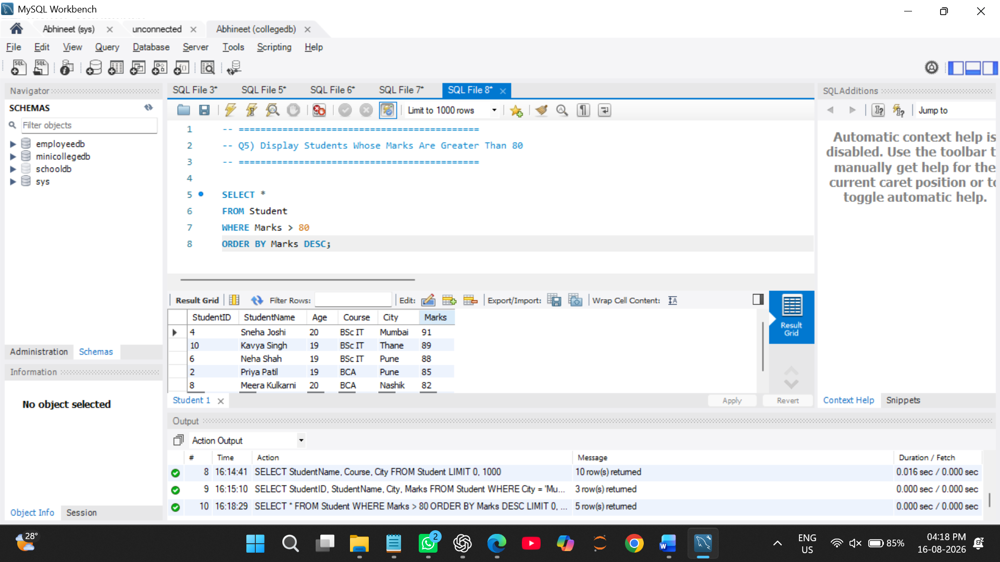 MySQL Workbench
Abhineet (sys)
unconnected
Abhineet (collegedb)
File Edit View Query Database Server Tools Scripting Help
Navigator
SCHEMAS
Filter objects
employeedb
minicollegedb
schooldb
sys
Administration Schemas
Information
No object selected
Object Info Session
SQL File 3* SQL File 5* SQL File 6* SQL File 7* SQL File 8*
Limit to 1000 rows
1 -- ============================================
2 -- Q5) Display Students Whose Marks Are Greater Than 80
3 -- ============================================
4
5 SELECT *
6 FROM Student
7 WHERE Marks > 80
8 ORDER BY Marks DESC;
Result Grid Filter Rows: Edit: Export/Import: Wrap Cell Content:
StudentID StudentName Age Course City Marks
4 Sneha Joshi 20 BSc IT Mumbai 91
10 Kavya Singh 19 BSc IT Thane 89
6 Neha Shah 19 BSc IT Pune 88
2 Priya Patil 19 BCA Pune 85
8 Meera Kulkarni 20 BCA Nashik 82
Result
Grid
Student 1
Apply Revert
SQLAdditions
Jump to
Automatic context help is
disabled. Use the toolbar t
manually get help for the
current caret position or to
toggle automatic help.
Context Help Snippets
Output
Action Output
# Time Action Message Duration / Fetch
8 16:14:41 SELECT StudentName, Course, City FROM Student LIMIT 0, 1000 10 row(s) returned 0.016 sec / 0.000 sec
9 16:15:10 SELECT StudentID, StudentName, City, Marks FROM Student WHERE City = 'Mu... 3 row(s) returned 0.000 sec / 0.000 sec
10 16:18:29 SELECT * FROM Student WHERE Marks > 80 ORDER BY Marks DESC LIMIT 0, ... 5 row(s) returned 0.000 sec / 0.000 sec
28°
2
ENG
US
85%
04:18 PM
16-08-2026